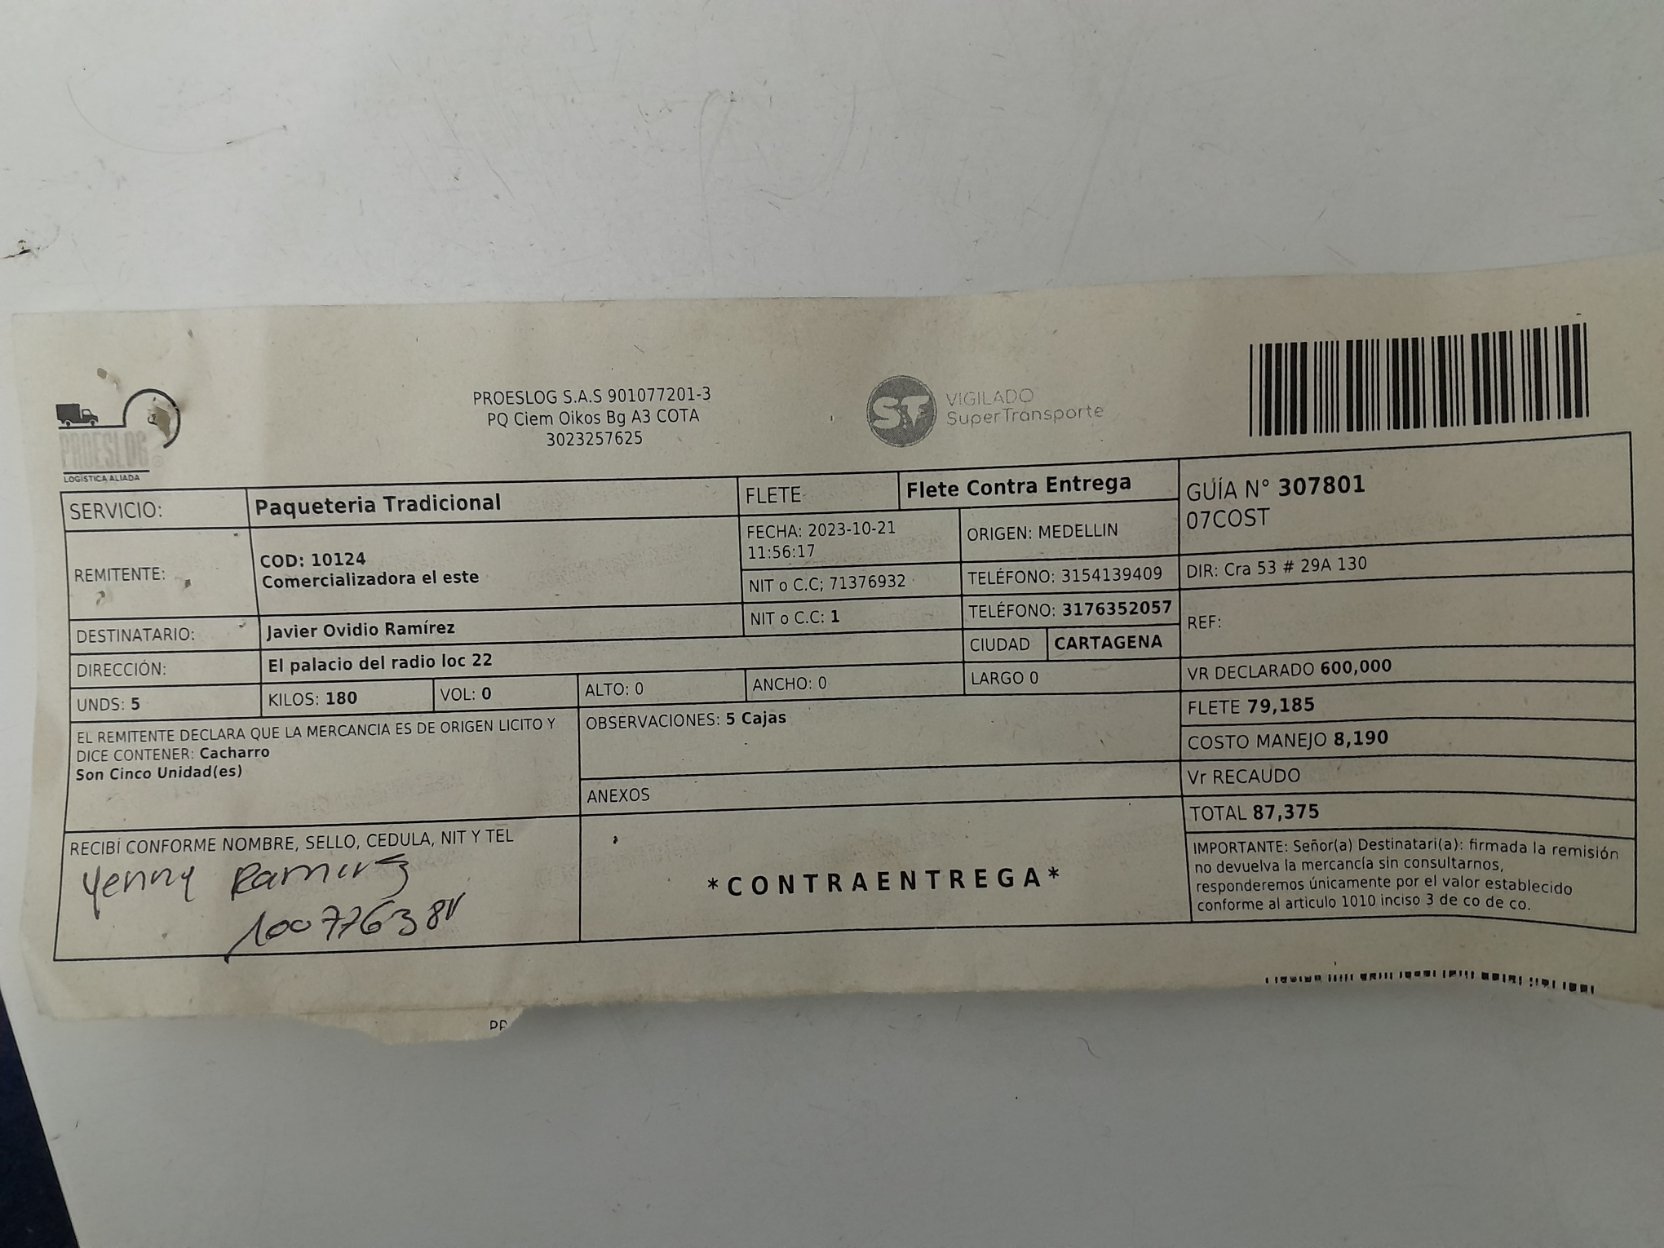 PROESLOG
LOGÍSTICA ALIADA
PROESLOG S.A.S 901077201-3
PQ Ciem Oikos Bg A3 COTA
3023257625
ST
VIGILADO
SuperTransporte
SERVICIO: Paqueteria Tradicional
FLETE: Flete Contra Entrega
GUÍA N° 307801
07COST
REMITENTE:
COD: 10124
Comercializadora el este
FECHA: 2023-10-21
11:56:17
ORIGEN: MEDELLIN
NIT o C.C; 71376932
TELÉFONO: 3154139409
DIR: Cra 53 # 29A 130
DESTINATARIO: Javier Ovidio Ramírez
NIT o C.C: 1
TELÉFONO: 3176352057
REF:
DIRECCIÓN: El palacio del radio loc 22
CIUDAD CARTAGENA
UNDS: 5
KILOS: 180
VOL: 0
ALTO: 0
ANCHO: 0
LARGO 0
VR DECLARADO 600,000
FLETE 79,185
COSTO MANEJO 8,190
Vr RECAUDO
TOTAL 87,375
EL REMITENTE DECLARA QUE LA MERCANCIA ES DE ORIGEN LICITO Y
DICE CONTENER: Cacharro
Son Cinco Unidad(es)
OBSERVACIONES: 5 Cajas
ANEXOS
RECIBÍ CONFORME NOMBRE, SELLO, CEDULA, NIT Y TEL
Yenny Ramirez
*CONTRAENTREGA*
IMPORTANTE: Señor(a) Destinatari(a): firmada la remisión
no devuelva la mercancía sin consultarnos,
responderemos únicamente por el valor establecido
conforme al articulo 1010 inciso 3 de co de co.